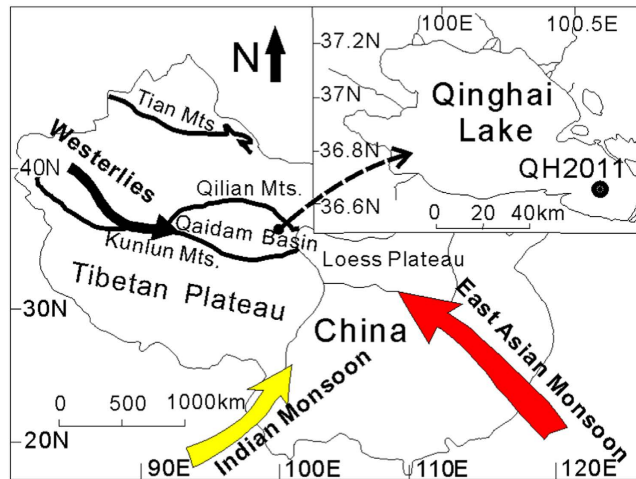 100E
100.5E
37.2N
37N
36.8N
36.6N
Qinghai
Lake
QH2011
0 20 40km
N
Tian Mts.
Westerlies
40N
Qilian Mts.
Qaidam Basin
Kunlun Mts.
Tibetan Plateau
Loess Plateau
30N
China
East Asian Monsoon
Indian Monsoon
0 500 1000km
20N
90E
100E
110E
120E